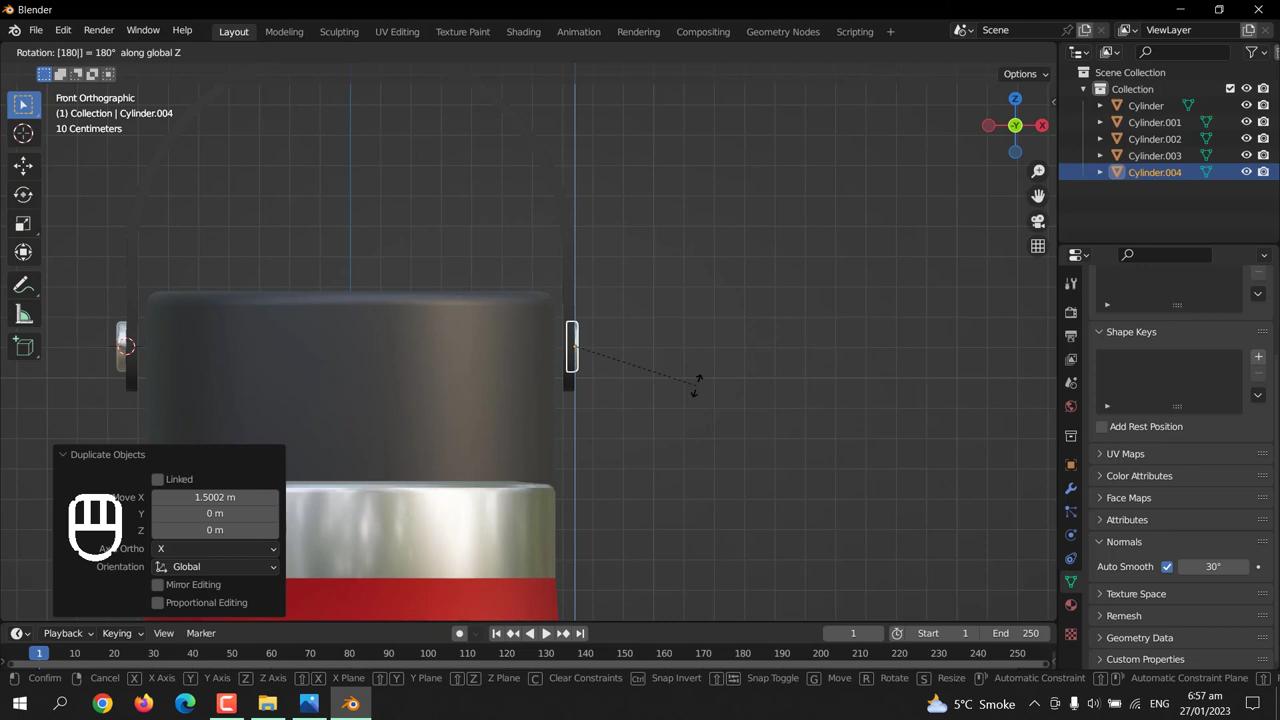 Blender
File Edit Render Window Help Layout Modeling Sculpting UV Editing Texture Paint Shading Animation Rendering Compositing Geometry Nodes Scripting + Scene ViewLayer
Rotation: [180|] = 180° along global Z
Options
Front Orthographic
(1) Collection | Cylinder.004
10 Centimeters
Z
X
-Y
Scene Collection
Collection
Cylinder
Cylinder.001
Cylinder.002
Cylinder.003
Cylinder.004
Shape Keys
Add Rest Position
UV Maps
Color Attributes
Face Maps
Attributes
Normals
Auto Smooth 30°
Texture Space
Remesh
Geometry Data
Custom Properties
Duplicate Objects
Linked
Move X 1.5002 m
Y 0 m
Z 0 m
Ortho X
Orientation Global
Mirror Editing
Proportional Editing
Playback Keying View Marker 1 Start 1 End 250
1 10 20 30 40 50 60 70 80 90 100 110 120 130 140 150 160 170 180 190 200 210 220 230 240 250
Confirm Cancel X X Axis Y Y Axis Z Z Axis X X Plane Y Y Plane Z Z Plane C Clear Constraints Ctrl Snap Invert Snap Toggle G Move R Rotate S Resize Automatic Constraint Automatic Constraint Plane
5°C Smoke ENG 6:57 am
27/01/2023